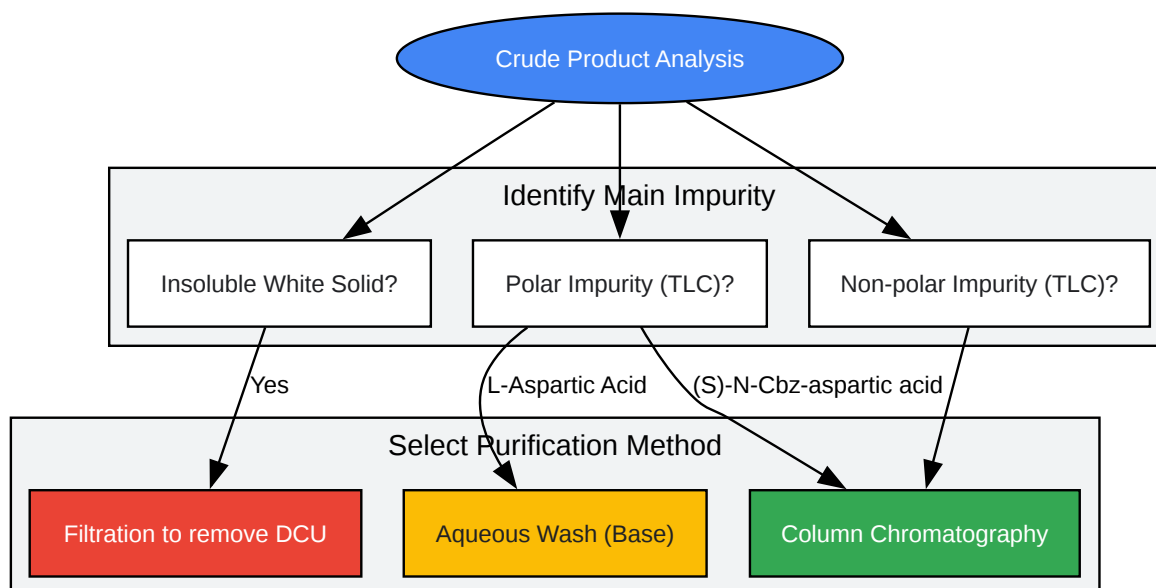 Crude Product Analysis
Identify Main Impurity
Insoluble White Solid?
Polar Impurity (TLC)?
Non-polar Impurity (TLC)?
Yes
L-Aspartic Acid
(S)-N-Cbz-aspartic acid
Select Purification Method
Filtration to remove DCU
Aqueous Wash (Base)
Column Chromatography